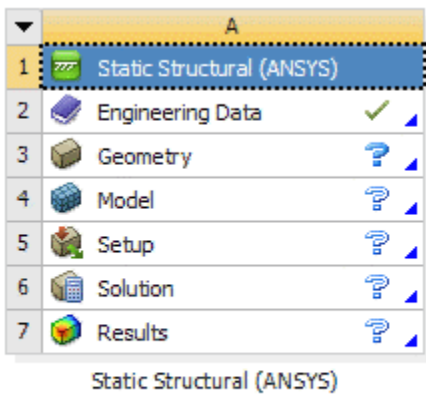 A
1 Static Structural (ANSYS)
2 Engineering Data
3 Geometry ?
4 Model ?
5 Setup ?
6 Solution ?
7 Results ?
Static Structural (ANSYS)